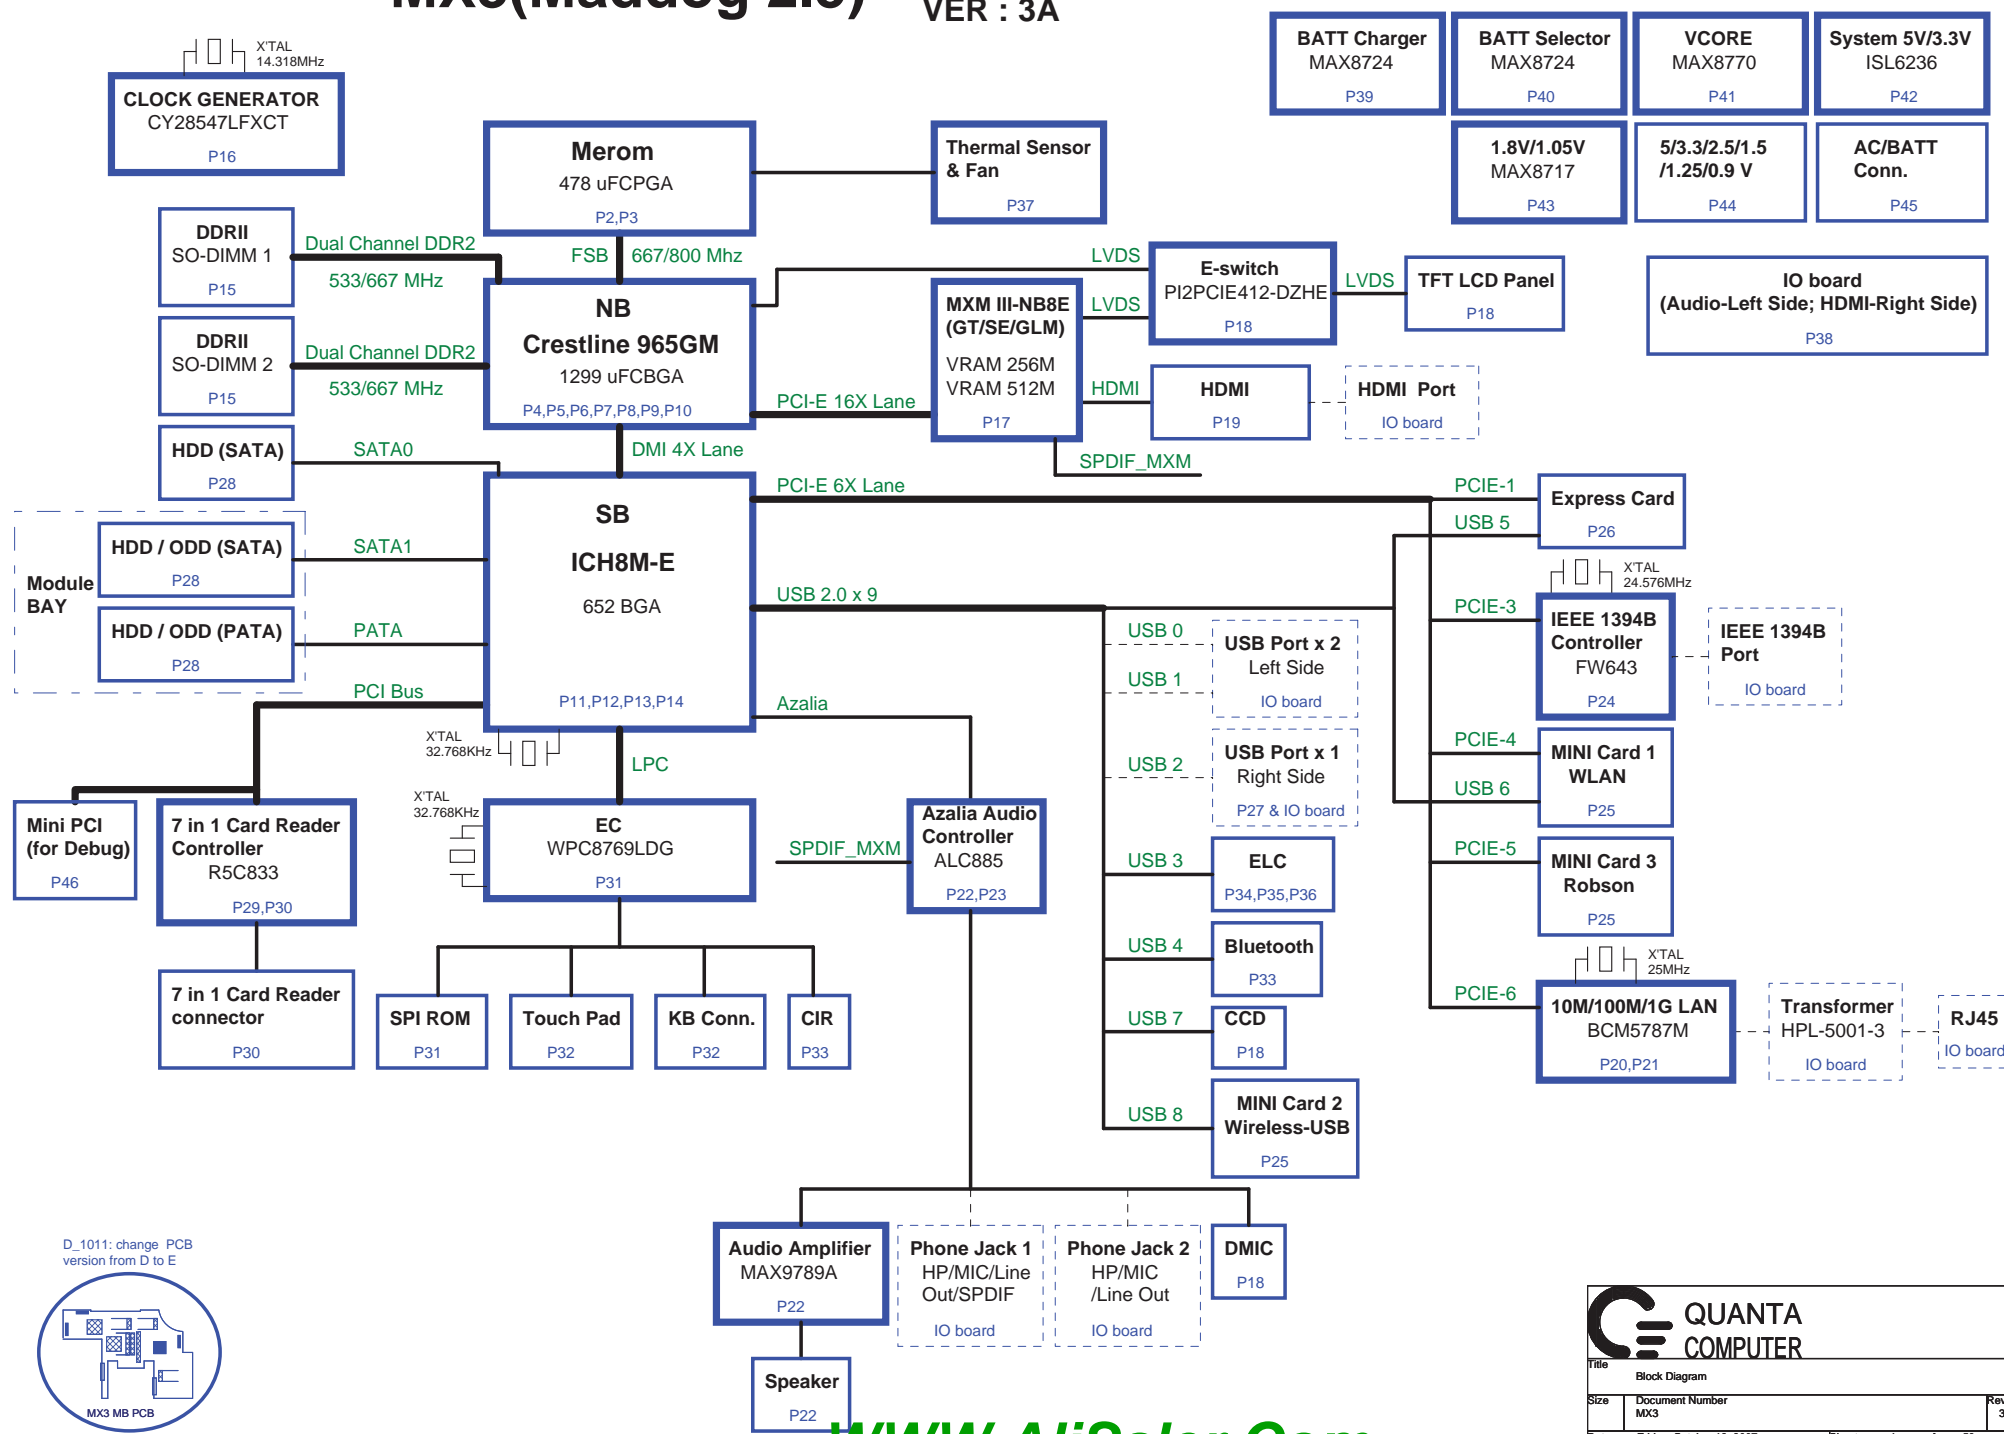 VER : 3A
X'TAL
14.318MHz
CLOCK GENERATOR
CY28547LFXCT
P16
BATT Charger
MAX8724
P39
BATT Selector
MAX8724
P40
VCORE
MAX8770
P41
System 5V/3.3V
ISL6236
P42
1.8V/1.05V
MAX8717
P43
5/3.3/2.5/1.5
/1.25/0.9 V
P44
AC/BATT
Conn.
P45
Merom
478 uFCPGA
P2,P3
Thermal Sensor
& Fan
P37
FSB 667/800 Mhz
DDRII
SO-DIMM 1
P15
Dual Channel DDR2
533/667 MHz
DDRII
SO-DIMM 2
P15
Dual Channel DDR2
533/667 MHz
NB
Crestline 965GM
1299 uFCBGA
P4,P5,P6,P7,P8,P9,P10
LVDS
LVDS
E-switch
PI2PCIE412-DZHE
P18
LVDS
TFT LCD Panel
P18
IO board
(Audio-Left Side; HDMI-Right Side)
P38
MXM III-NB8E
(GT/SE/GLM)
VRAM 256M
VRAM 512M
P17
PCI-E 16X Lane
HDMI
HDMI
P19
HDMI Port
IO board
SPDIF_MXM
DMI 4X Lane
HDD (SATA)
P28
SATA0
Module
BAY
HDD / ODD (SATA)
P28
SATA1
HDD / ODD (PATA)
P28
PATA
PCI Bus
SB
ICH8M-E
652 BGA
P11,P12,P13,P14
PCI-E 6X Lane
USB 2.0 x 9
Azalia
X'TAL
32.768KHz
LPC
PCIE-1
USB 5
Express Card
P26
X'TAL
24.576MHz
PCIE-3
IEEE 1394B
Controller
FW643
P24
IEEE 1394B
Port
IO board
USB 0
USB 1
USB Port x 2
Left Side
IO board
USB 2
USB Port x 1
Right Side
P27 & IO board
PCIE-4
USB 6
MINI Card 1
WLAN
P25
PCIE-5
MINI Card 3
Robson
P25
X'TAL
25MHz
PCIE-6
10M/100M/1G LAN
BCM5787M
P20,P21
Transformer
HPL-5001-3
IO board
RJ45
IO board
Mini PCI
(for Debug)
P46
7 in 1 Card Reader
Controller
R5C833
P29,P30
7 in 1 Card Reader
connector
P30
X'TAL
32.768KHz
EC
WPC8769LDG
P31
SPI ROM
P31
Touch Pad
P32
KB Conn.
P32
CIR
P33
SPDIF_MXM
Azalia Audio
Controller
ALC885
P22,P23
USB 3
ELC
P34,P35,P36
USB 4
Bluetooth
P33
USB 7
CCD
P18
USB 8
MINI Card 2
Wireless-USB
P25
Audio Amplifier
MAX9789A
P22
Phone Jack 1
HP/MIC/Line
Out/SPDIF
IO board
Phone Jack 2
HP/MIC
/Line Out
IO board
DMIC
P18
Speaker
P22
D_1011: change PCB
version from D to E
MX3 MB PCB
QUANTA
COMPUTER
Title
Block Diagram
Size
Document Number
MX3